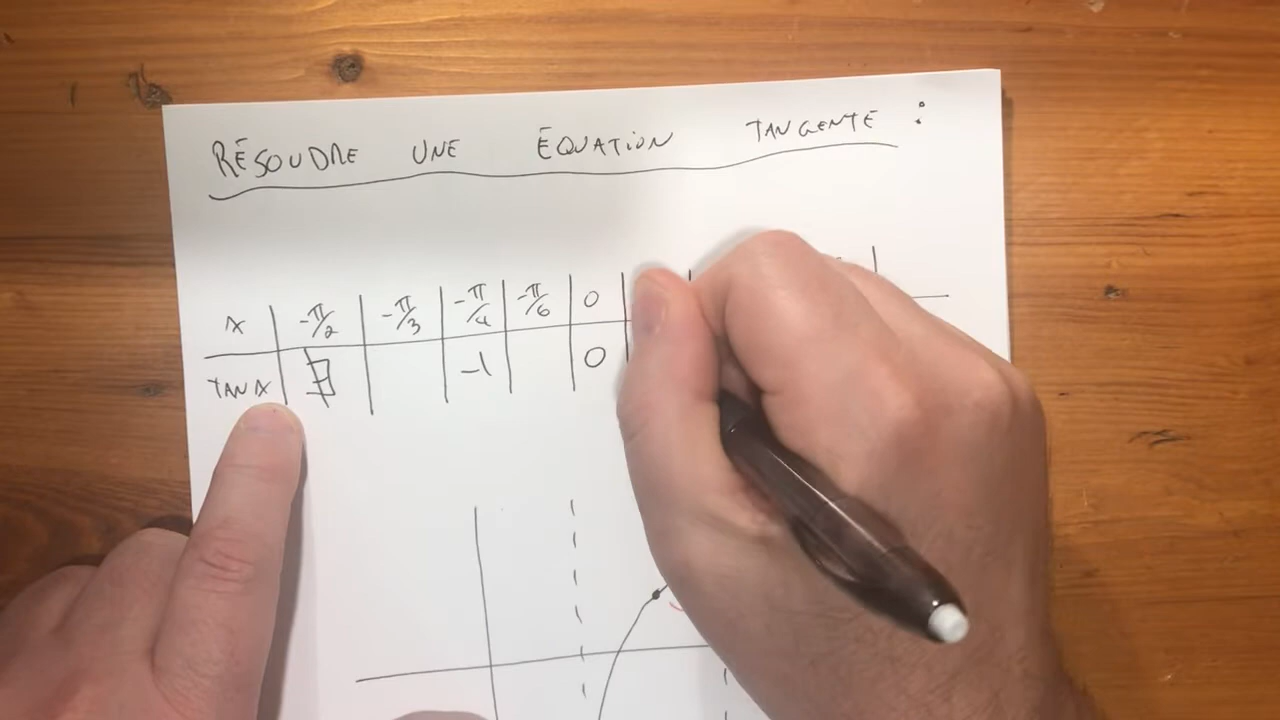 RÉSOUDRE UNE ÉQUATION TANGENTE :
x -π/2 -π/3 -π/4 -π/6 0
TAN x ∄ -1 0